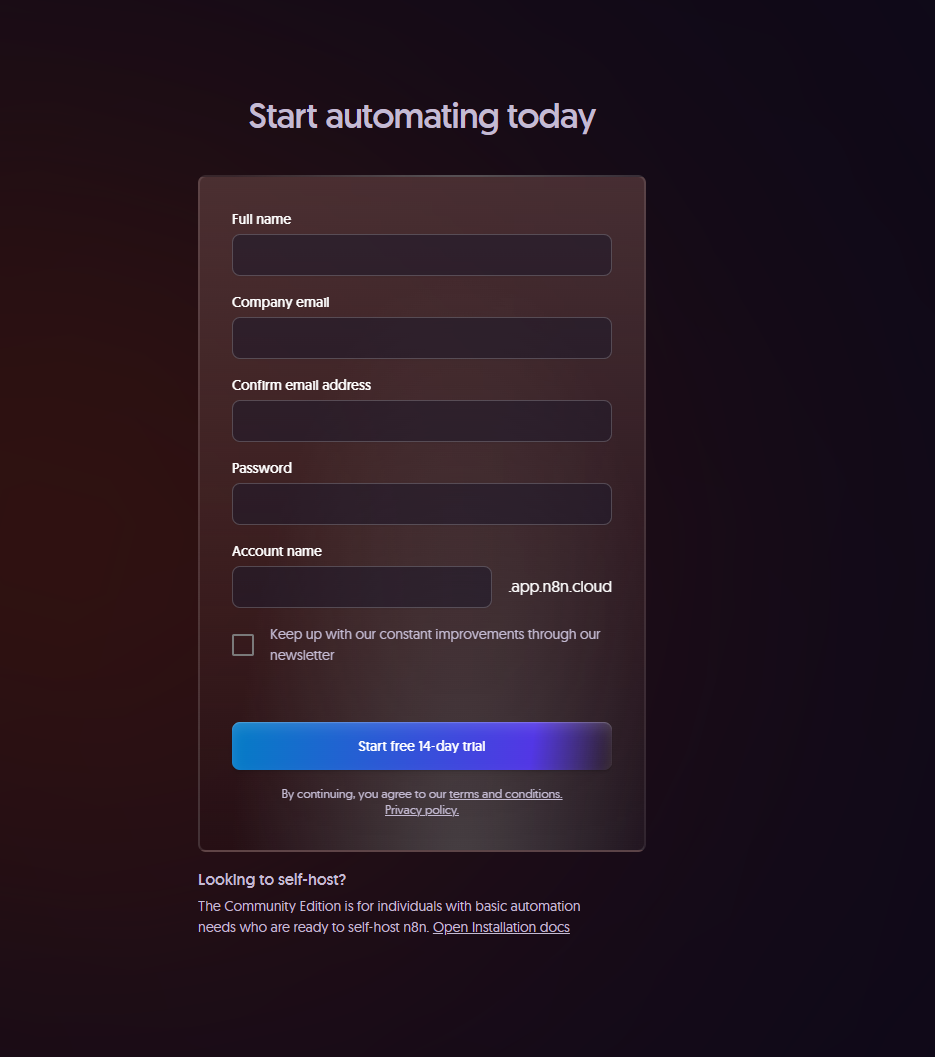 Start automating today
Full name
Company email
Confirm email address
Password
Account name
.app.n8n.cloud
Keep up with our constant improvements through our
newsletter
Start free 14-day trial
By continuing, you agree to our terms and conditions.
Privacy policy.
Looking to self-host?
The Community Edition is for individuals with basic automation
needs who are ready to self-host n8n. Open Installation docs